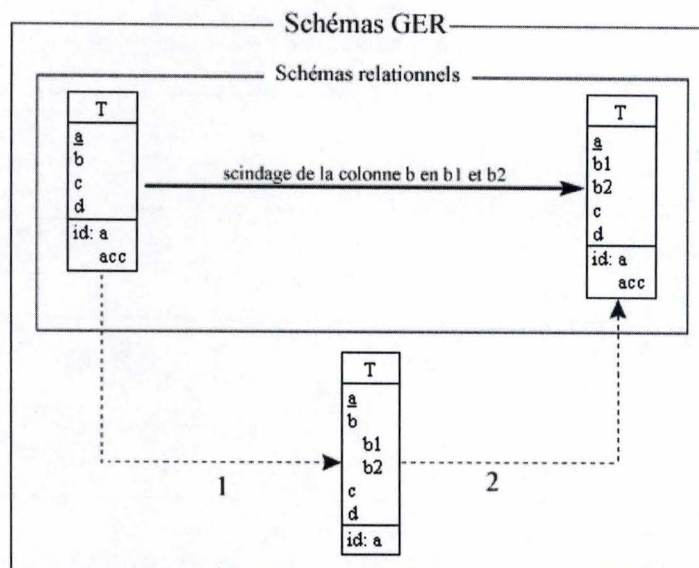 Schémas GER
Schémas relationnels
T
a
b
c
d
id: a
acc
scindage de la colonne b en b1 et b2
T
a
b1
b2
c
d
id: a
acc
T
a
b
b1
b2
c
d
id: a
1
2